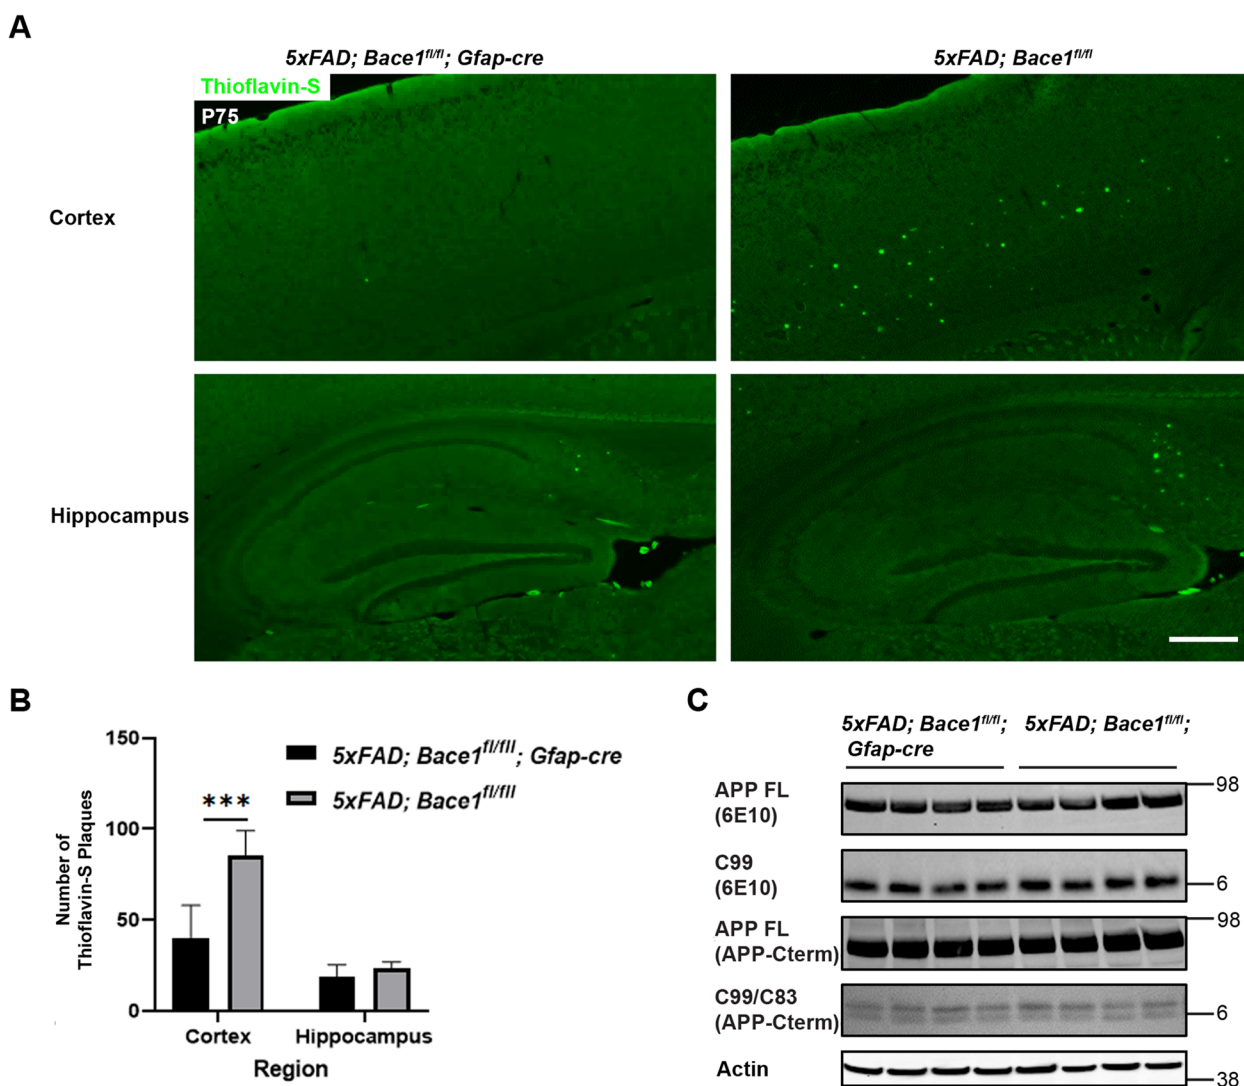 A
5xFAD; Bace1fl/fl; Gfap-cre
5xFAD; Bace1fl/fl
Thioflavin-S
P75
Cortex
Hippocampus
B
150
100
50
0
Number of
Thioflavin-S Plaques
***
5xFAD; Bace1fl/fll; Gfap-cre
5xFAD; Bace1fl/fll
Cortex
Hippocampus
Region
C
5xFAD; Bace1fl/fl;
Gfap-cre
5xFAD; Bace1fl/fl;
APP FL
(6E10)
98
C99
(6E10)
6
APP FL
(APP-Cterm)
98
C99/C83
(APP-Cterm)
6
Actin
38